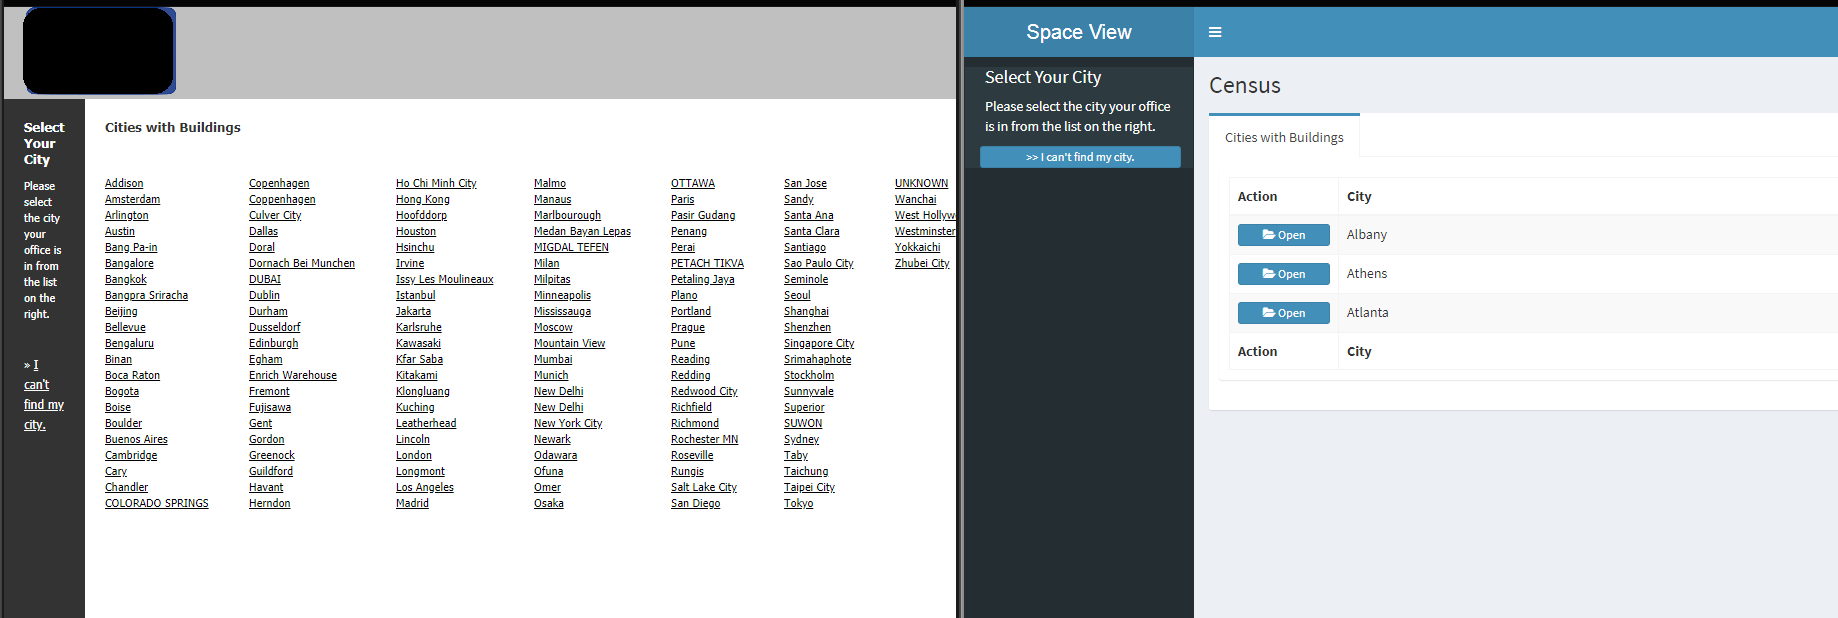 Select
Your
City
Please
select
the city
your
office is
in from
the list
on the
right.
» I
can't
find my
city.
Cities with Buildings
Addison
Amsterdam
Arlington
Austin
Bang Pa-in
Bangalore
Bangkok
Bangpra Sriracha
Beijing
Bellevue
Bengaluru
Binan
Boca Raton
Bogota
Boise
Boulder
Buenos Aires
Cambridge
Cary
Chandler
COLORADO SPRINGS
Copenhagen
Coppenhagen
Culver City
Dallas
Doral
Dornach Bei Munchen
DUBAI
Dublin
Durham
Dusseldorf
Edinburgh
Egham
Enrich Warehouse
Fremont
Fujisawa
Gent
Gordon
Greenock
Guildford
Havant
Herndon
Ho Chi Minh City
Hong Kong
Hoofddorp
Houston
Hsinchu
Irvine
Issy Les Moulineaux
Istanbul
Jakarta
Karlsruhe
Kawasaki
Kfar Saba
Kitakami
Klongluang
Kuching
Leatherhead
Lincoln
London
Longmont
Los Angeles
Madrid
Malmo
Manaus
Marlbourough
Medan Bayan Lepas
MIGDAL TEFEN
Milan
Milpitas
Minneapolis
Mississauga
Moscow
Mountain View
Mumbai
Munich
New Delhi
New Delhi
New York City
Newark
Odawara
Ofuna
Omer
Osaka
OTTAWA
Paris
Pasir Gudang
Penang
Perai
PETACH TIKVA
Petaling Jaya
Plano
Portland
Prague
Pune
Reading
Redding
Redwood City
Richfield
Richmond
Rochester MN
Roseville
Rungis
Salt Lake City
San Diego
San Jose
Sandy
Santa Ana
Santa Clara
Santiago
Sao Paulo City
Seminole
Seoul
Shanghai
Shenzhen
Singapore City
Srimahaphote
Stockholm
Sunnyvale
Superior
SUWON
Sydney
Taby
Taichung
Taipei City
Tokyo
UNKNOWN
Wanchai
West Hollyw
Westminster
Yokkaichi
Zhubei City
Space View
Select Your City
Please select the city your office
is in from the list on the right.
>> I can't find my city.
Census
Cities with Buildings
Action City
Open Albany
Open Athens
Open Atlanta
Action City